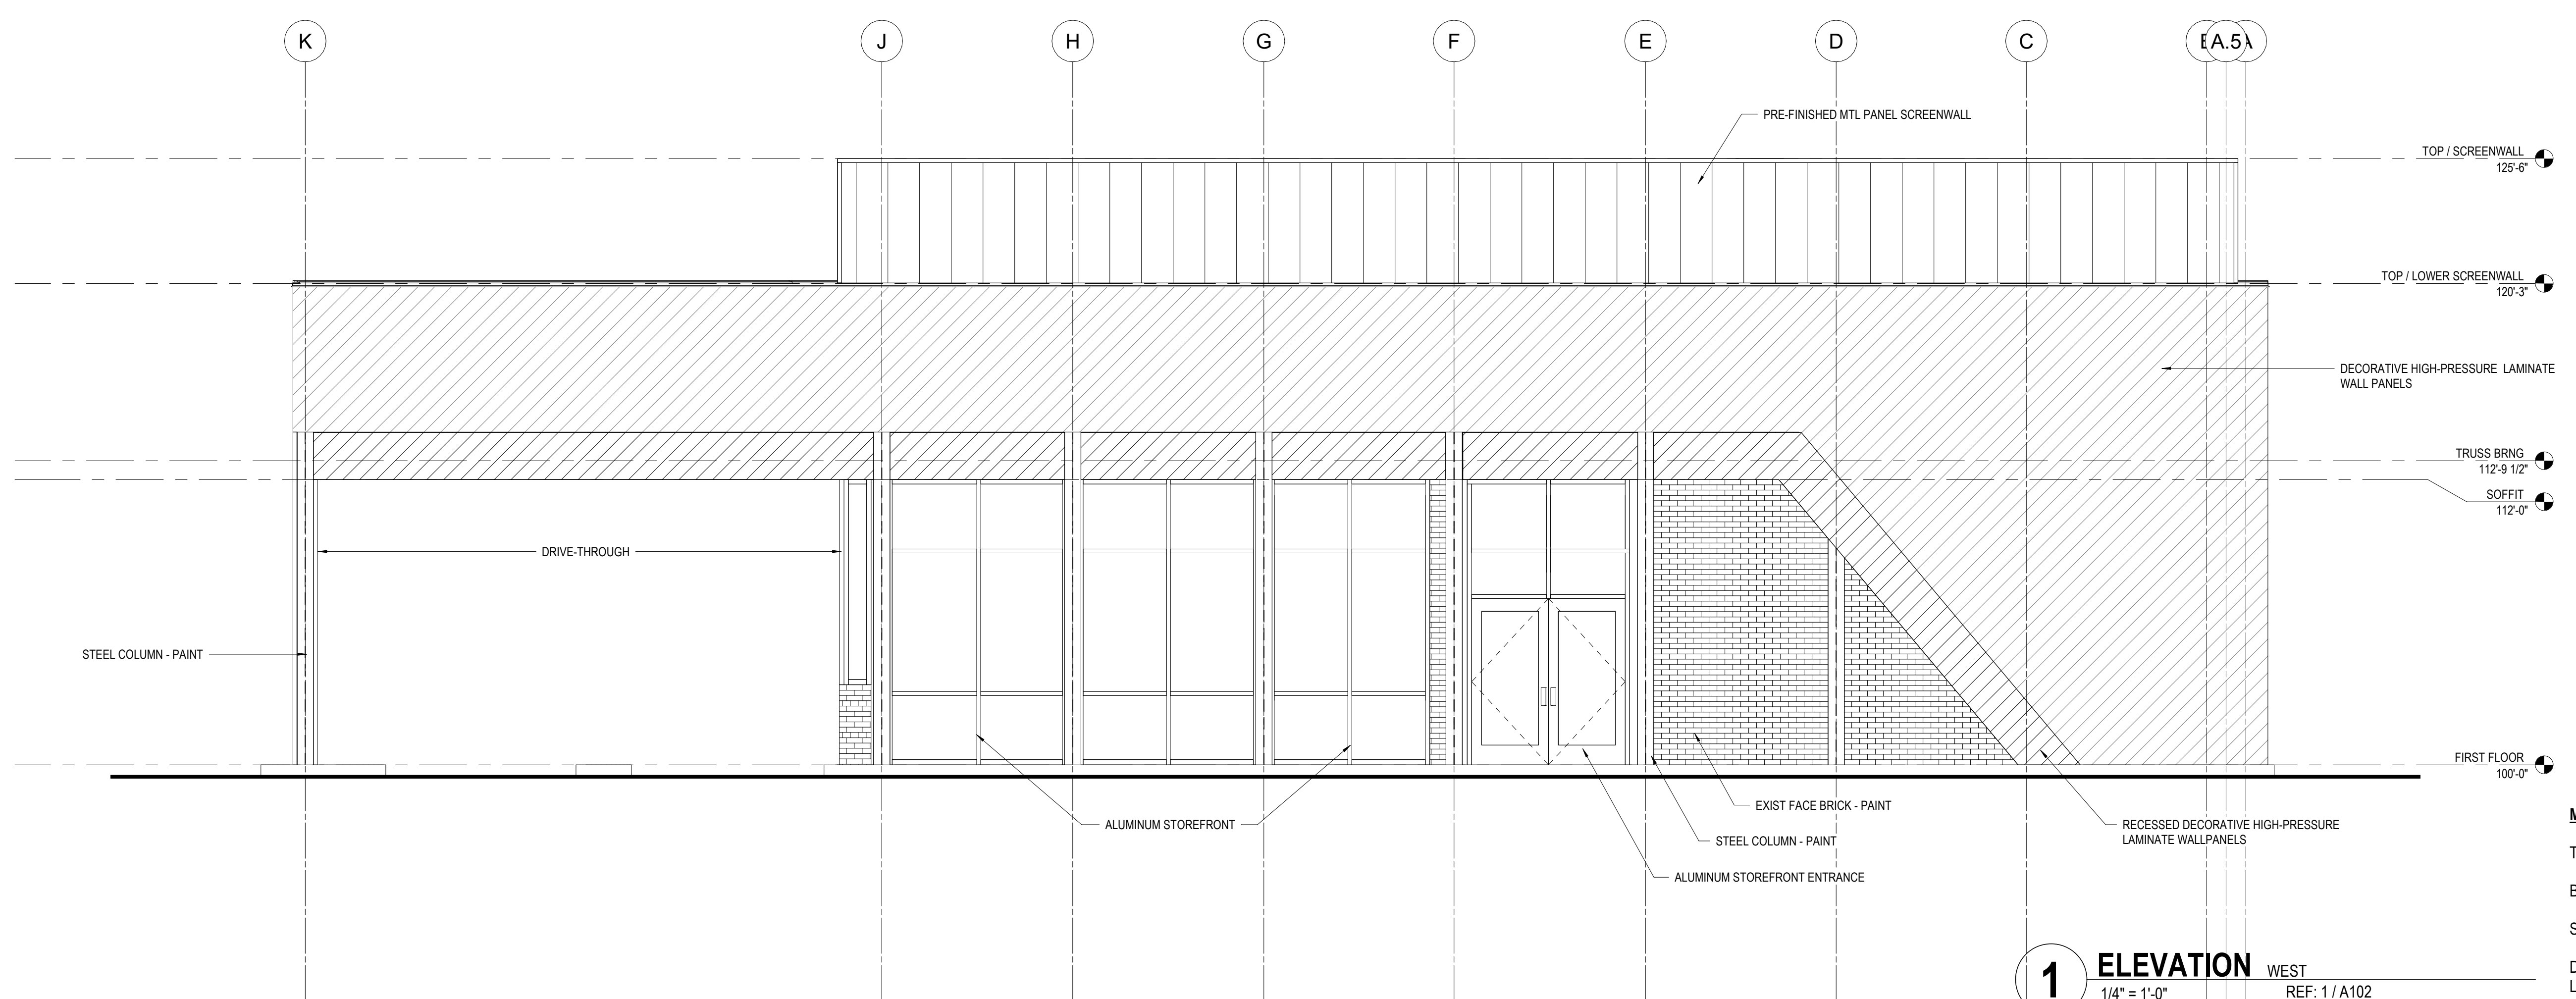 K
J
H
G
F
E
D
C
A.5
PRE-FINISHED MTL PANEL SCREENWALL
TOP / SCREENWALL
125'-6"
TOP / LOWER SCREENWALL
120'-3"
DECORATIVE HIGH-PRESSURE LAMINATE
WALL PANELS
TRUSS BRNG
112'-9 1/2"
SOFFIT
112'-0"
DRIVE-THROUGH
STEEL COLUMN - PAINT
FIRST FLOOR
100'-0"
EXIST FACE BRICK - PAINT
ALUMINUM STOREFRONT
STEEL COLUMN - PAINT
RECESSED DECORATIVE HIGH-PRESSURE
LAMINATE WALLPANELS
ALUMINUM STOREFRONT ENTRANCE
1
ELEVATION WEST
1/4" = 1'-0" REF: 1 / A102